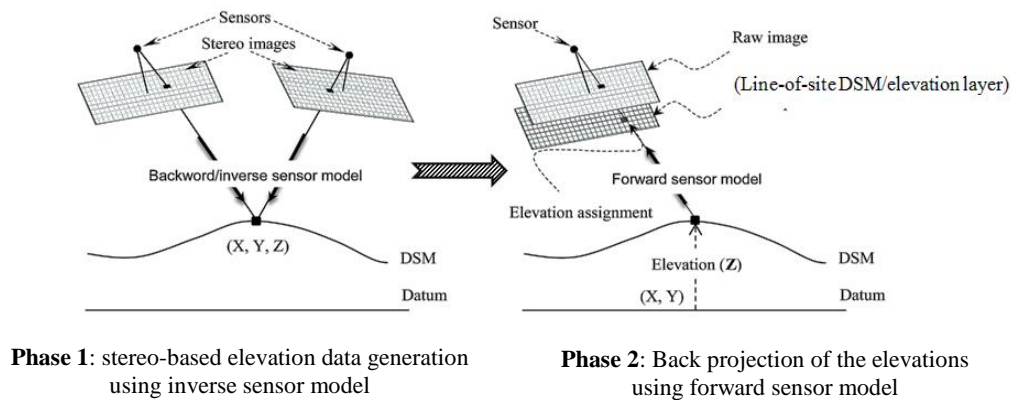 Sensors
Stereo images
Backword/inverse sensor model
(X, Y, Z)
DSM
Datum
Sensor
Raw image
(Line-of-site DSM/elevation layer)
Forward sensor model
Elevation assignment
Elevation (Z)
DSM
(X, Y)
Datum
Phase 1: stereo-based elevation data generation
using inverse sensor model
Phase 2: Back projection of the elevations
using forward sensor model